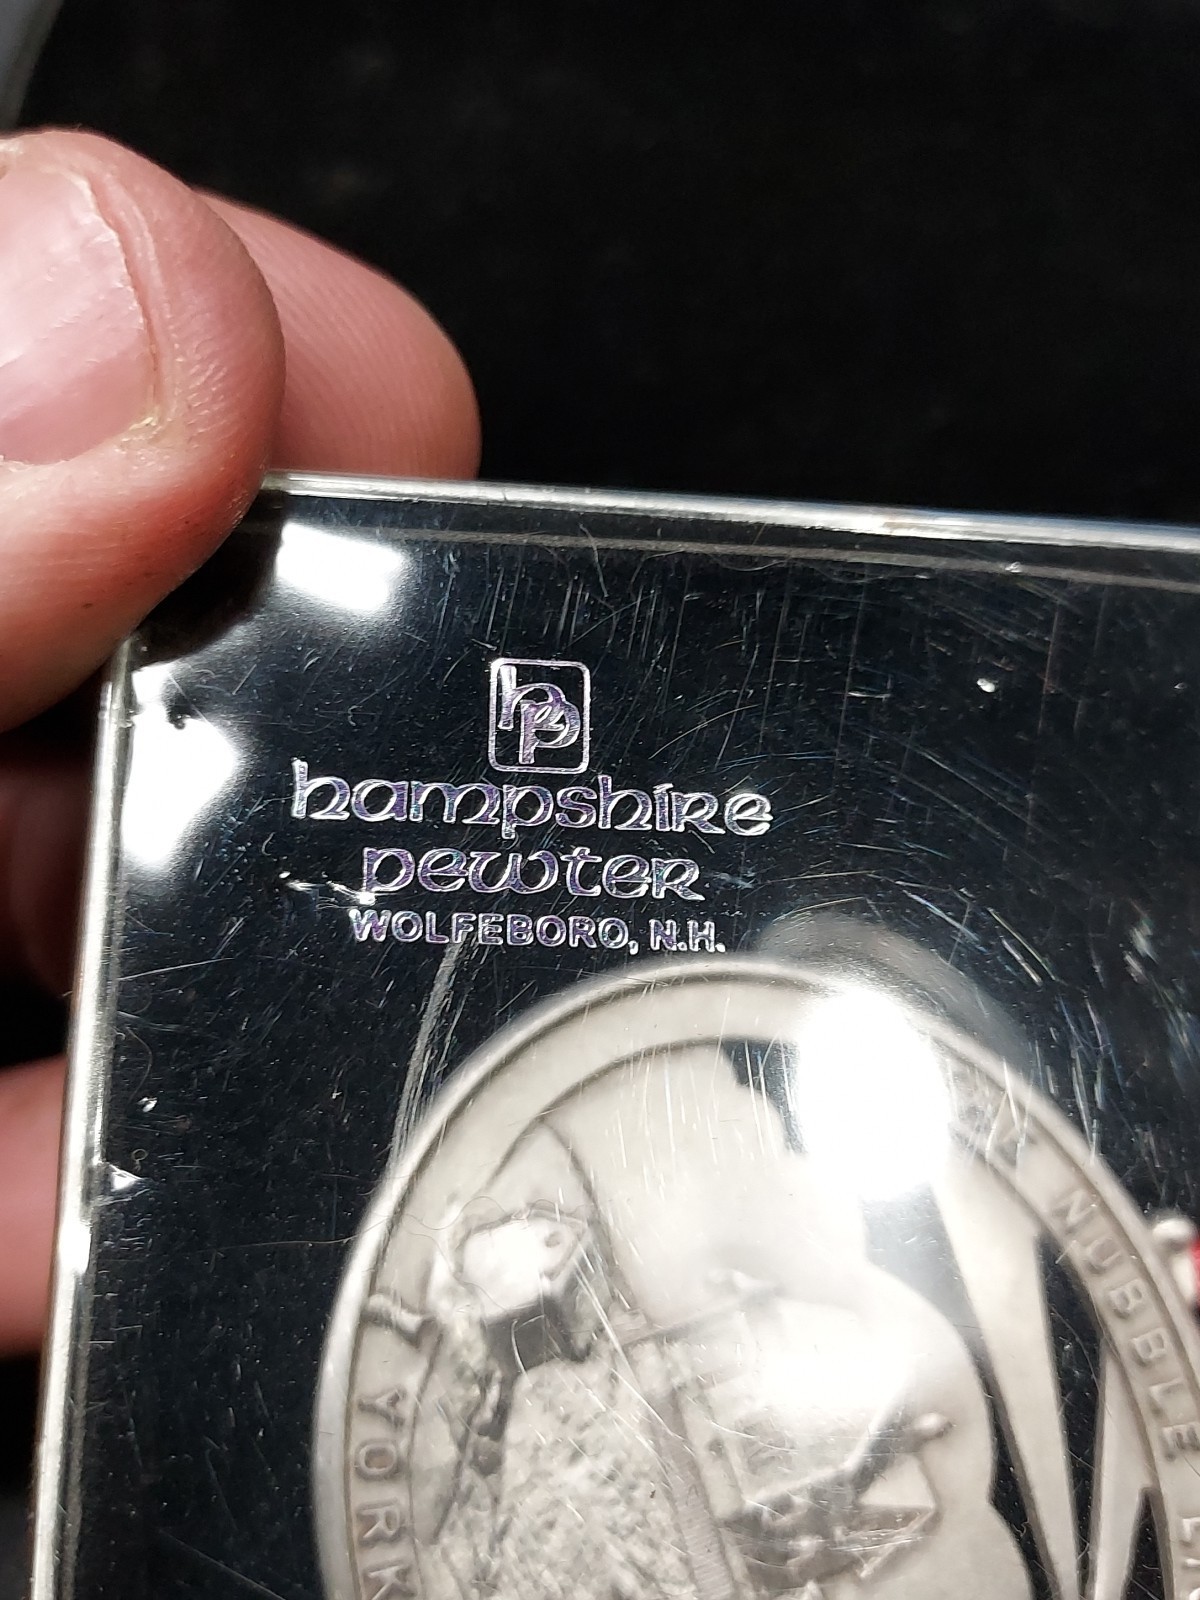 hp
hampshire
pewter
WOLFEBORO, N.H.
YORK
NUBBLE